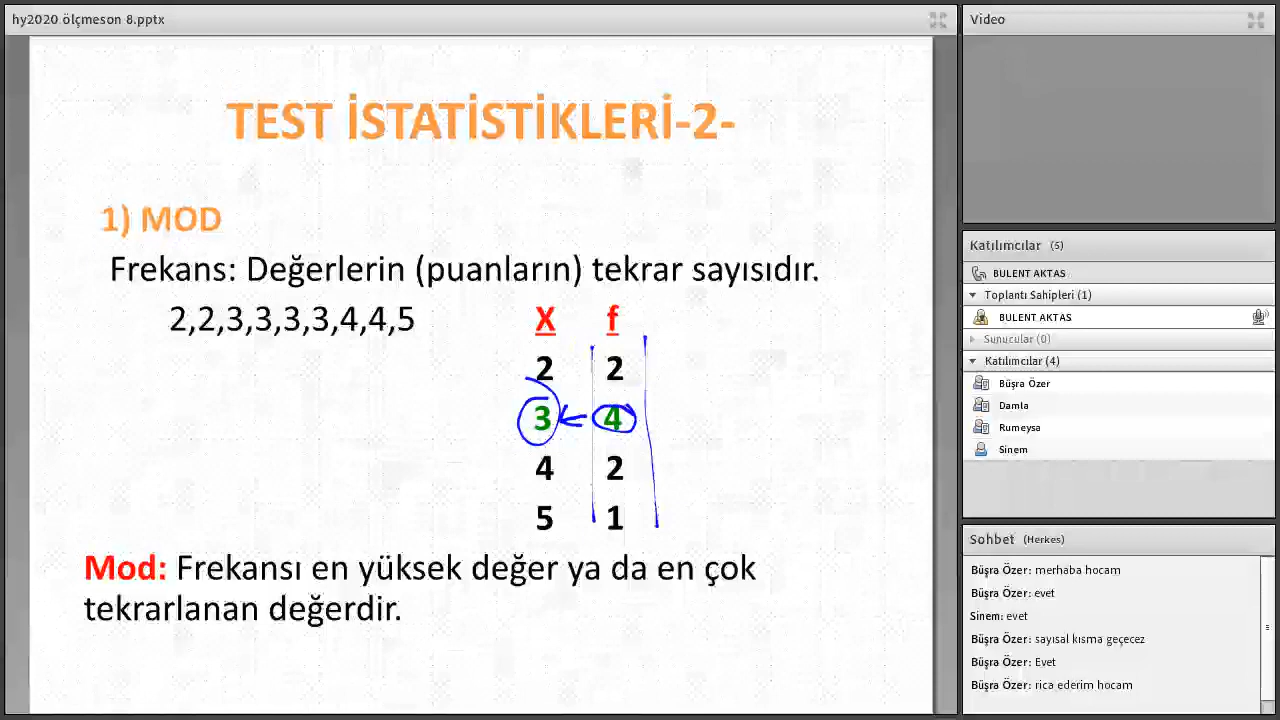 hy2020 ölçmeson 8.pptx
TEST İSTATİSTİKLERİ-2-
1) MOD
Frekans: Değerlerin (puanların) tekrar sayısıdır.
2,2,3,3,3,3,4,4,5
X f
2 2
3 4
4 2
5 1
Mod: Frekansı en yüksek değer ya da en çok
tekrarlanan değerdir.
Video
Katılımcılar (5)
BULENT AKTAS
Toplantı Sahipleri (1)
BULENT AKTAS
Sunucular (0)
Katılımcılar (4)
Büşra Özer
Damla
Rumeysa
Sinem
Sohbet (Herkes)
Büşra Özer: merhaba hocam
Büşra Özer: evet
Sinem: evet
Büşra Özer: sayısal kısma geçecez
Büşra Özer: Evet
Büşra Özer: rica ederim hocam